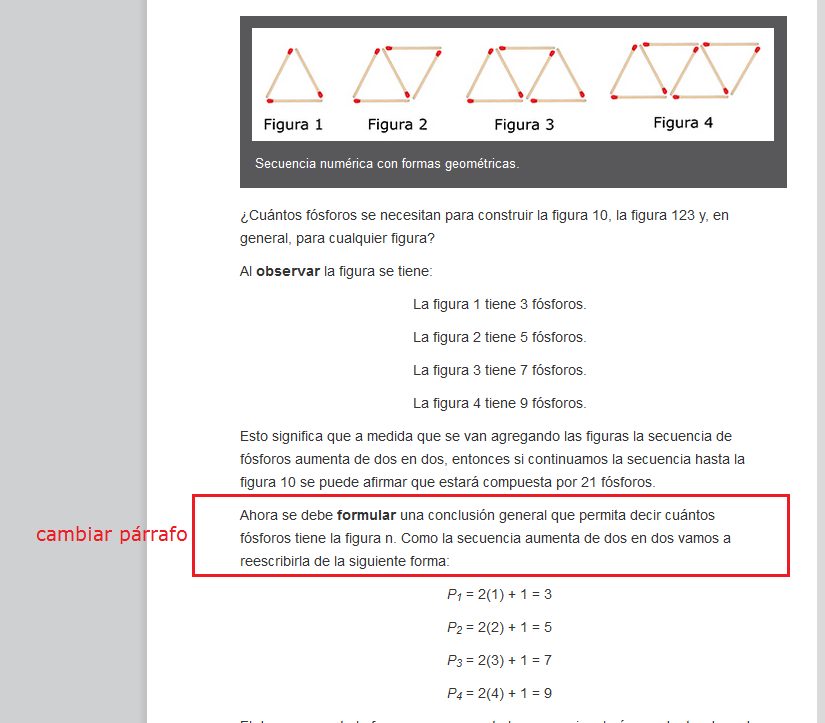 Figura 1 Figura 2 Figura 3 Figura 4
Secuencia numérica con formas geométricas.
¿Cuántos fósforos se necesitan para construir la figura 10, la figura 123 y, en
general, para cualquier figura?
Al observar la figura se tiene:
La figura 1 tiene 3 fósforos.
La figura 2 tiene 5 fósforos.
La figura 3 tiene 7 fósforos.
La figura 4 tiene 9 fósforos.
Esto significa que a medida que se van agregando las figuras la secuencia de
fósforos aumenta de dos en dos, entonces si continuamos la secuencia hasta la
figura 10 se puede afirmar que estará compuesta por 21 fósforos.
cambiar párrafo
Ahora se debe formular una conclusión general que permita decir cuántos
fósforos tiene la figura n. Como la secuencia aumenta de dos en dos vamos a
reescribirla de la siguiente forma:
P₁ = 2(1) + 1 = 3
P₂ = 2(2) + 1 = 5
P₃ = 2(3) + 1 = 7
P₄ = 2(4) + 1 = 9